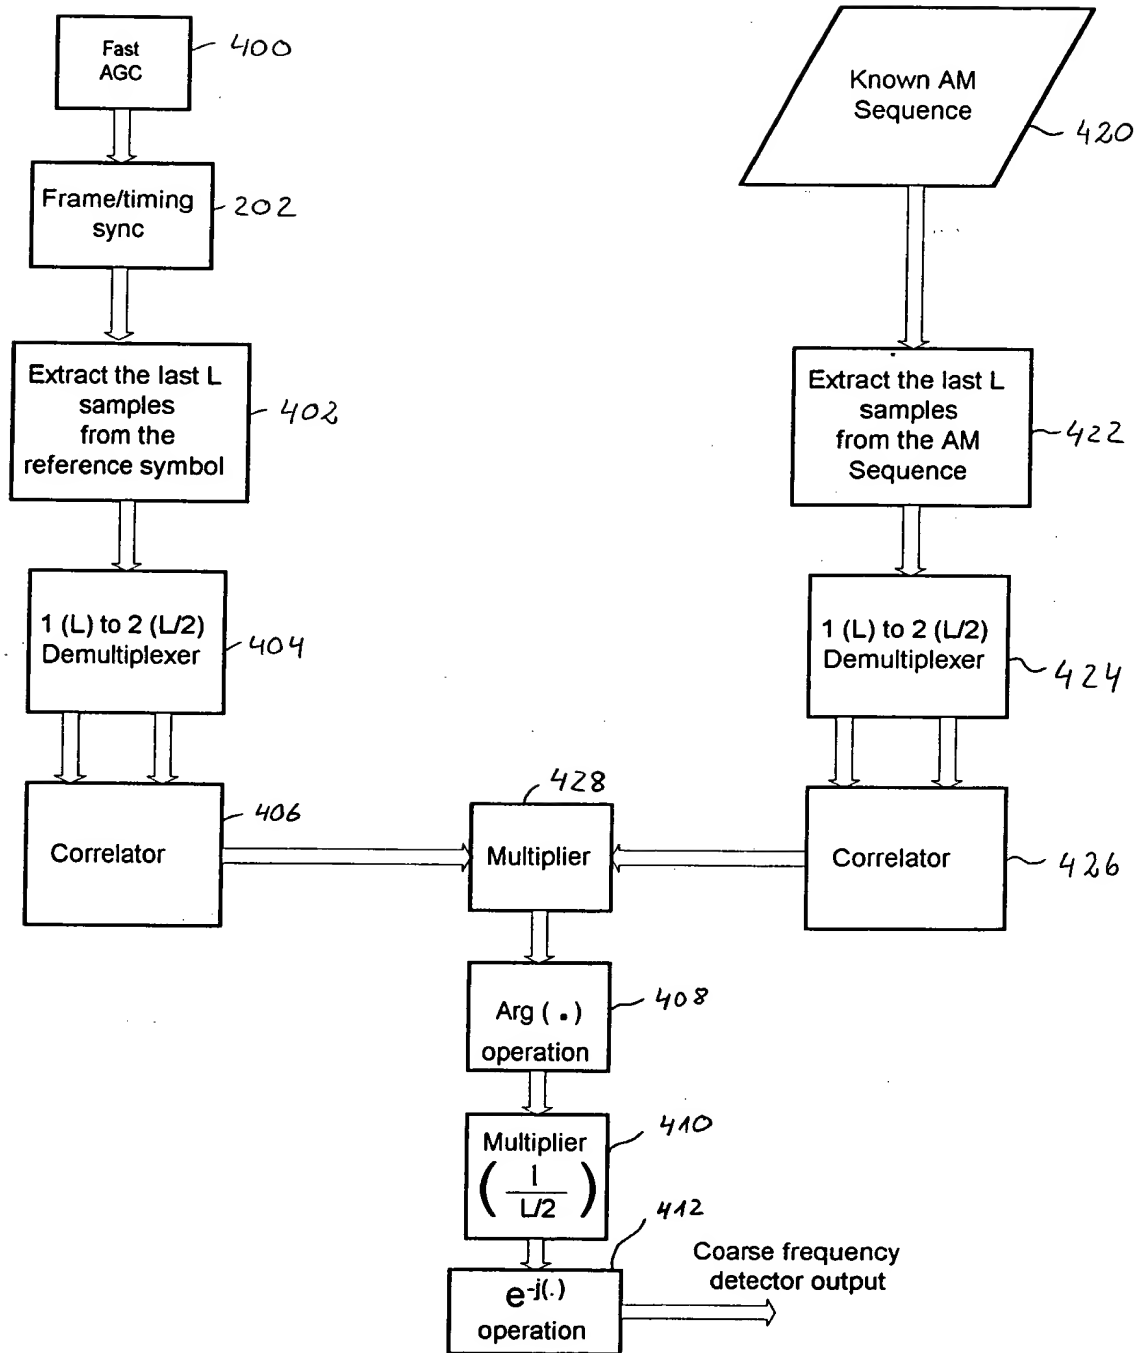 Fast
AGC
400
Frame/timing
sync
202
Extract the last L
samples
from the
reference symbol
402
1 (L) to 2 (L/2)
Demultiplexer
404
Correlator
406
Known AM
Sequence
420
Extract the last L
samples
from the AM
Sequence
422
1 (L) to 2 (L/2)
Demultiplexer
424
Correlator
426
428
Multiplier
Arg ( . )
operation
408
Multiplier
( 1
L/2 )
410
e-j(.)
operation
412
Coarse frequency
detector output